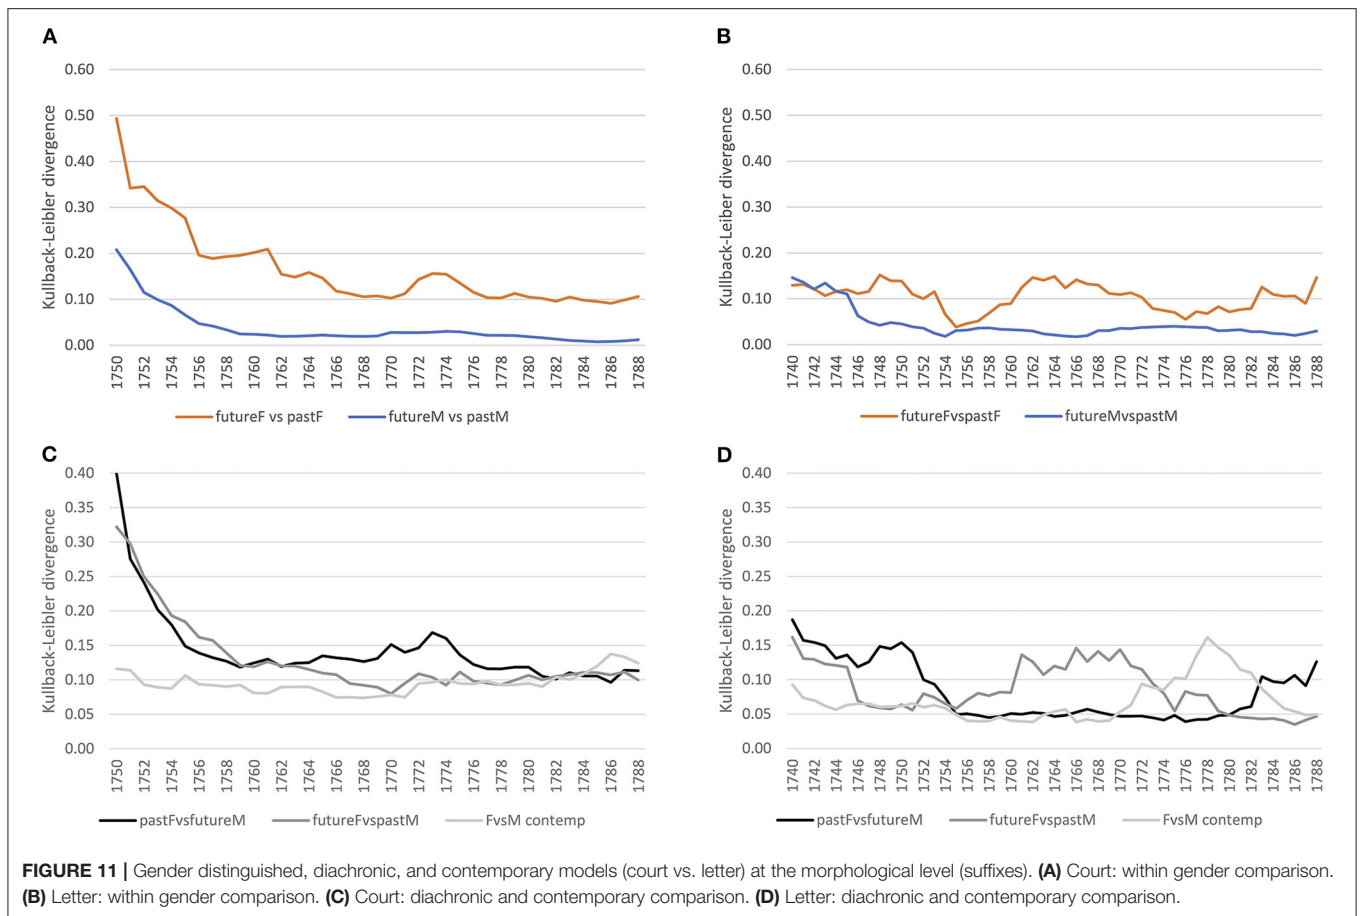 A
Kullback-Leibler divergence
0.60
0.50
0.40
0.30
0.20
0.10
0.00
1750 1752 1754 1756 1758 1760 1762 1764 1766 1768 1770 1772 1774 1776 1778 1780 1782 1784 1786 1788
futureF vs pastF futureM vs pastM
B
Kullback-Leiber divergence
0.60
0.50
0.40
0.30
0.20
0.10
0.00
1740 1742 1744 1746 1748 1750 1752 1754 1756 1758 1760 1762 1764 1766 1768 1770 1772 1774 1776 1778 1780 1782 1784 1786 1788
futureFvspastF futureMvspastM
C
Kullback-Leibler divergence
0.40
0.35
0.30
0.25
0.20
0.15
0.10
0.05
0.00
1750 1752 1754 1756 1758 1760 1762 1764 1766 1768 1770 1772 1774 1776 1778 1780 1782 1784 1786 1788
pastFvsfutureM futureFvspastM FvsM contemp
D
Kullback-Leibler divergence
0.40
0.35
0.30
0.25
0.20
0.15
0.10
0.05
0.00
1740 1742 1744 1746 1748 1750 1752 1754 1756 1758 1760 1762 1764 1766 1768 1770 1772 1774 1776 1778 1780 1782 1784 1786 1788
pastFvsfutureM futureFvspastM FvsM contemp
FIGURE 11 | Gender distinguished, diachronic, and contemporary models (court vs. letter) at the morphological level (suffixes). (A) Court: within gender comparison.
(B) Letter: within gender comparison. (C) Court: diachronic and contemporary comparison. (D) Letter: diachronic and contemporary comparison.